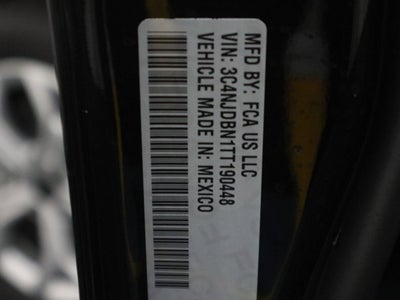 MFD BY: FCA US LLC
VIN: 3C4NJDBN1TT190448
VEHICLE MADE IN: MEXICO